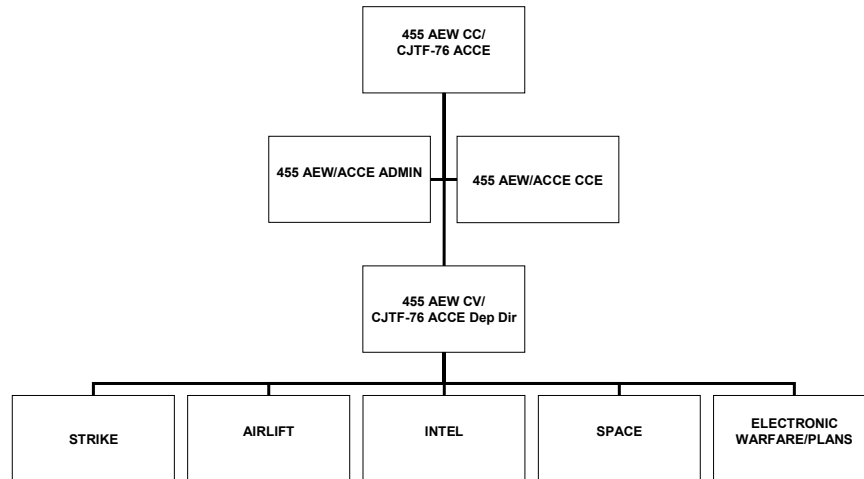 455 AEW CC/
CJTF-76 ACCE
455 AEW/ACCE ADMIN
455 AEW/ACCE CCE
455 AEW CV/
CJTF-76 ACCE Dep Dir
STRIKE
AIRLIFT
INTEL
SPACE
ELECTRONIC
WARFARE/PLANS